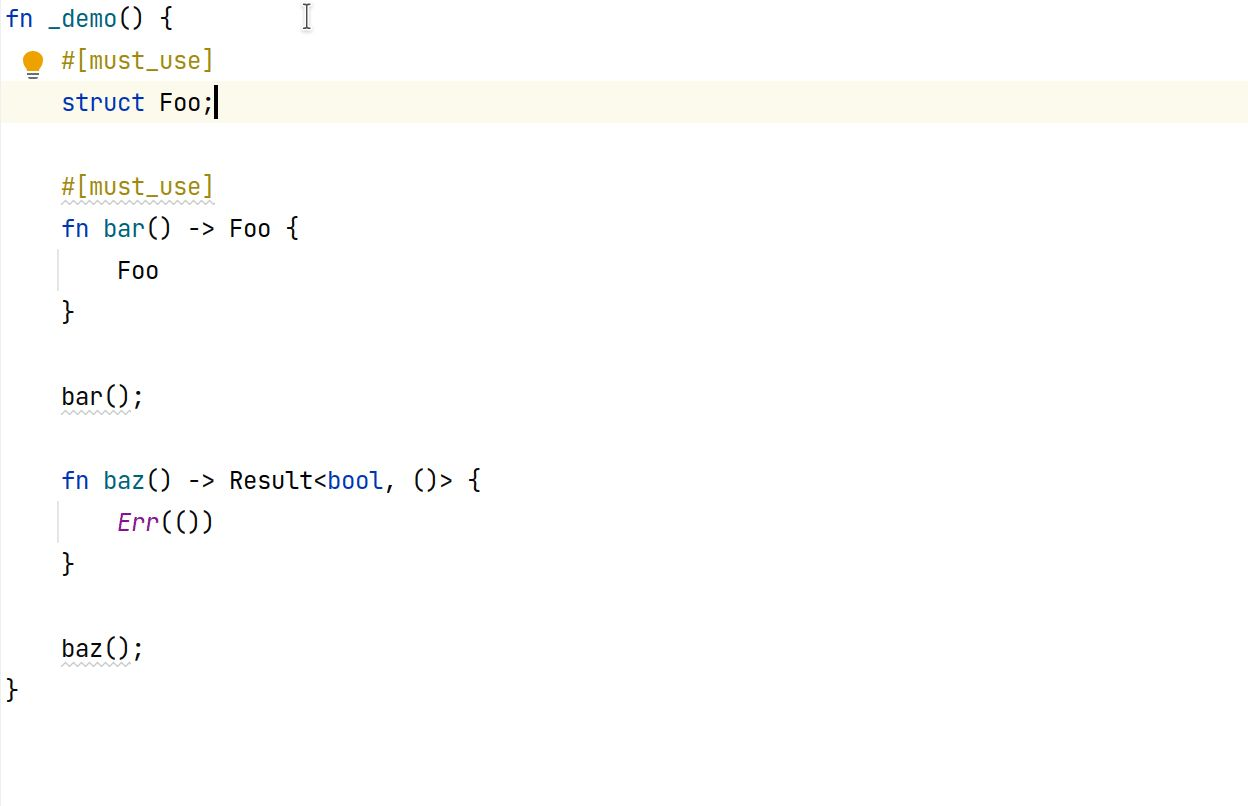 fn _demo() {
    #[must_use]
    struct Foo;
    #[must_use]
    fn bar() -> Foo {
        Foo
    }
    bar();
    fn baz() -> Result<bool, ()> {
        Err(())
    }
    baz();
}